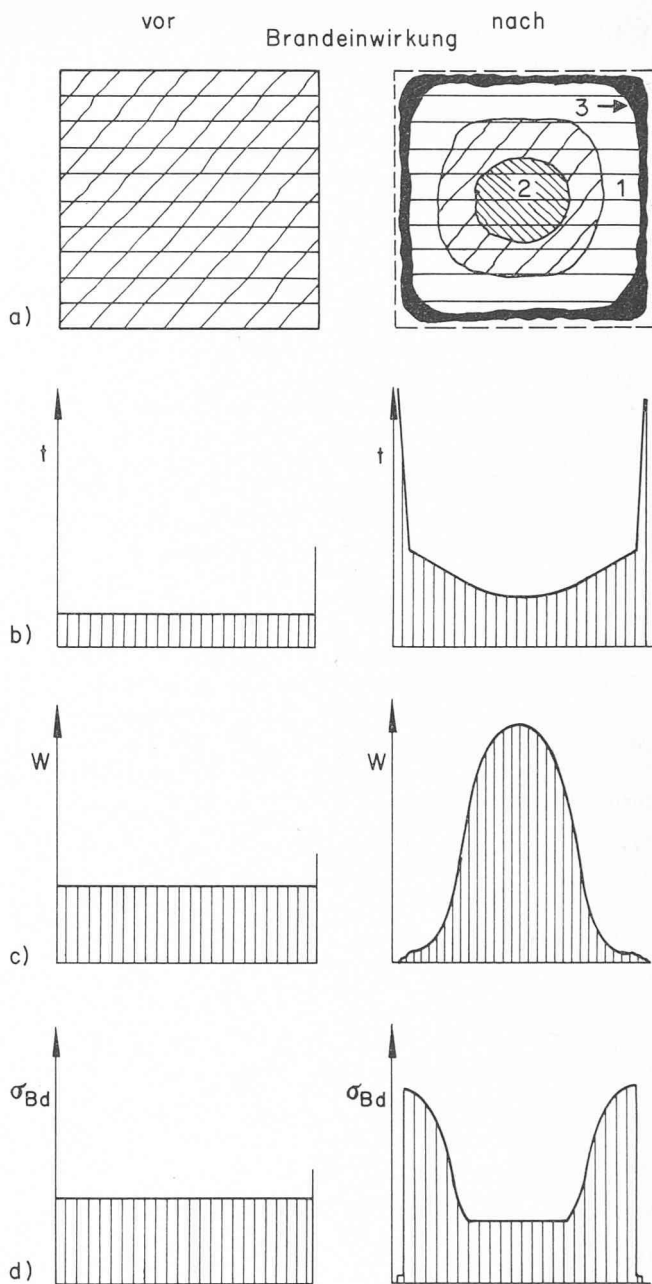 vor nach
Brandeinwirkung
3
1
2
a)
t t
b)
W W
c)
σBd σBd
d)